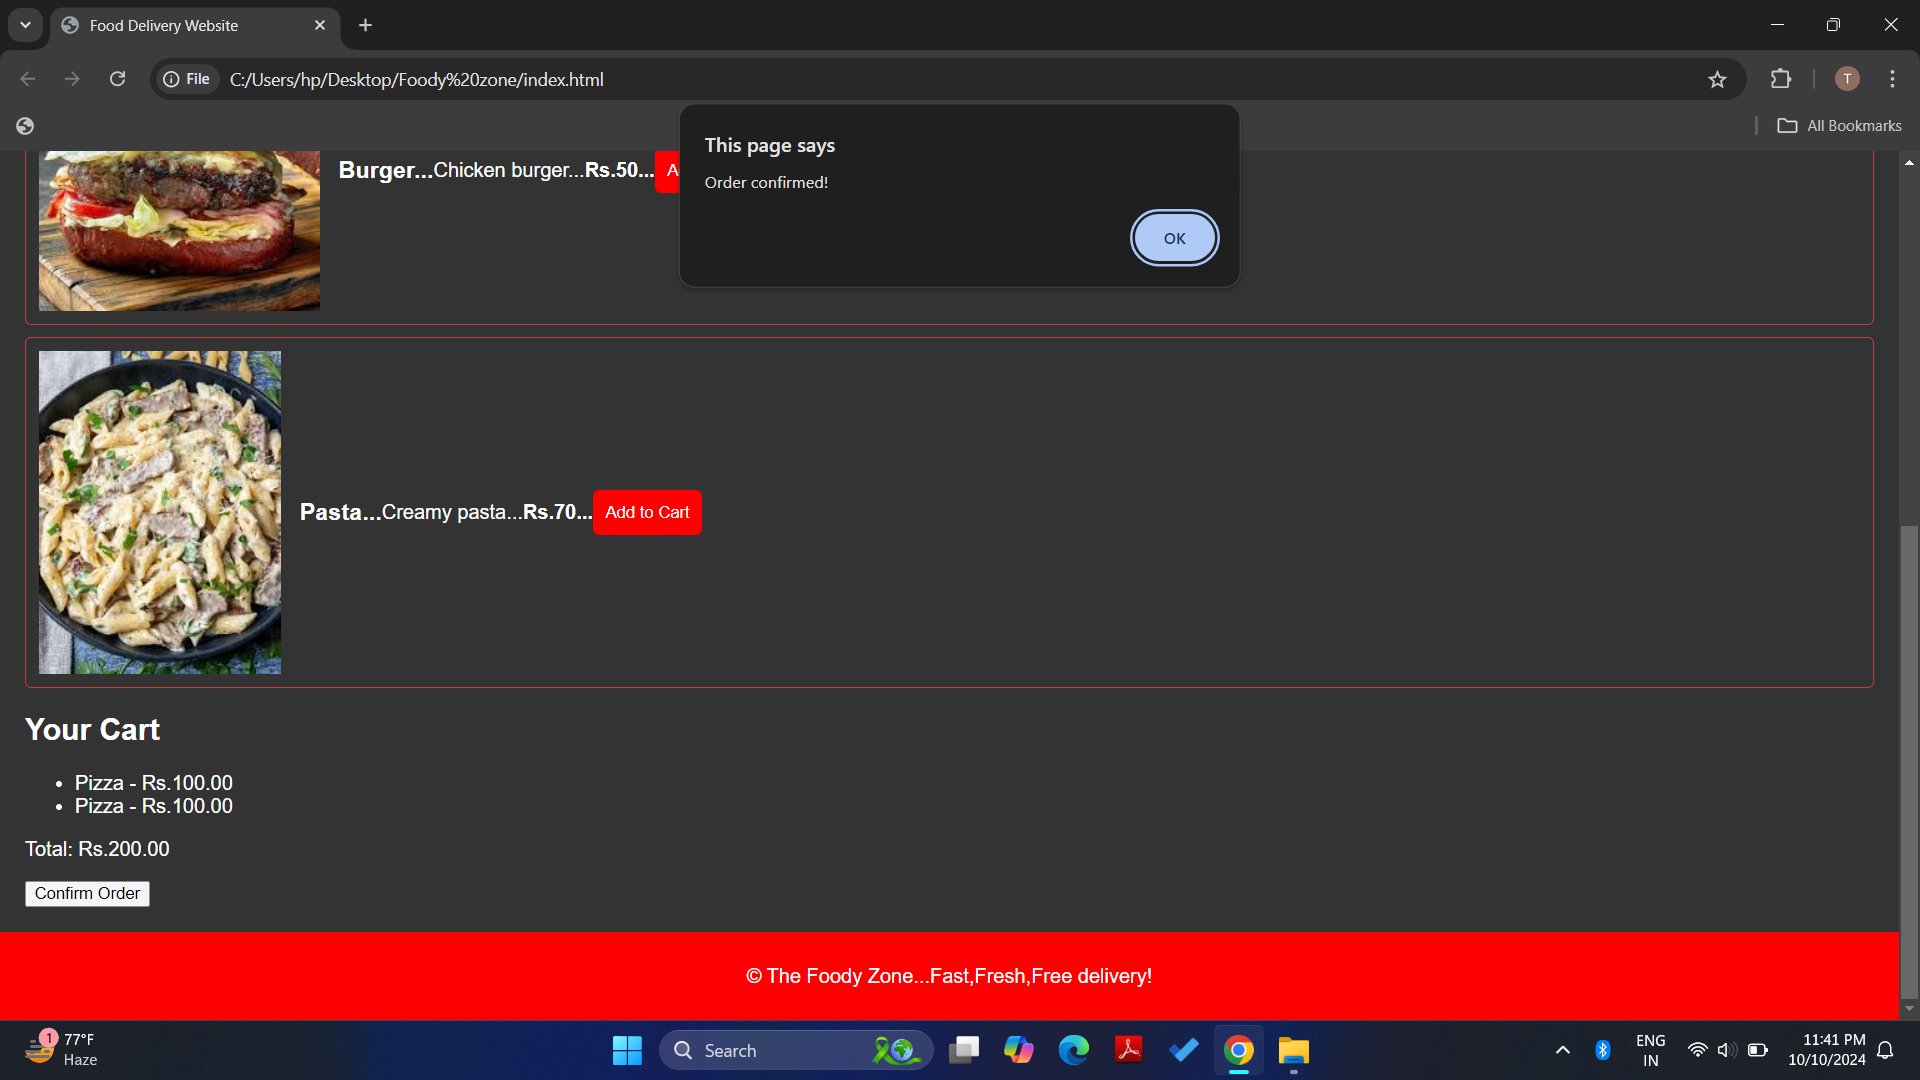 Food Delivery Website
File
C:/Users/hp/Desktop/Foody%20zone/index.html
T
All Bookmarks
This page says
Order confirmed!
OK
Burger...Chicken burger...Rs.50...
Pasta...Creamy pasta...Rs.70... Add to Cart
Your Cart
• Pizza - Rs.100.00
• Pizza - Rs.100.00
Total: Rs.200.00
Confirm Order
© The Foody Zone...Fast,Fresh,Free delivery!
1
77°F
Haze
Search
ENG
IN
11:41 PM
10/10/2024